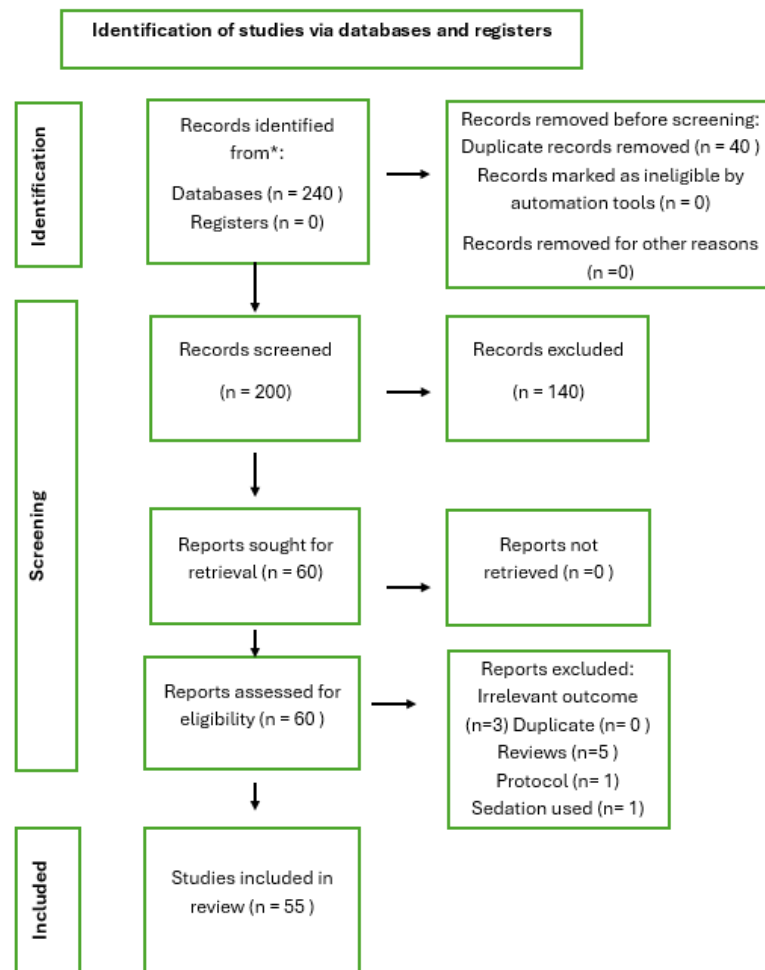 Identification of studies via databases and registers
Identification
Records identified
from*:
Databases (n = 240 )
Registers (n = 0)
Records removed before screening:
Duplicate records removed (n = 40 )
Records marked as ineligible by
automation tools (n = 0)
Records removed for other reasons
(n =0)
Screening
Records screened
(n = 200)
Records excluded
(n = 140)
Reports sought for
retrieval (n = 60)
Reports not
retrieved (n =0 )
Reports assessed for
eligibility (n = 60 )
Reports excluded:
Irrelevant outcome
(n=3) Duplicate (n= 0 )
Reviews (n=5 )
Protocol (n= 1)
Sedation used (n= 1)
Included
Studies included in
review (n = 55 )